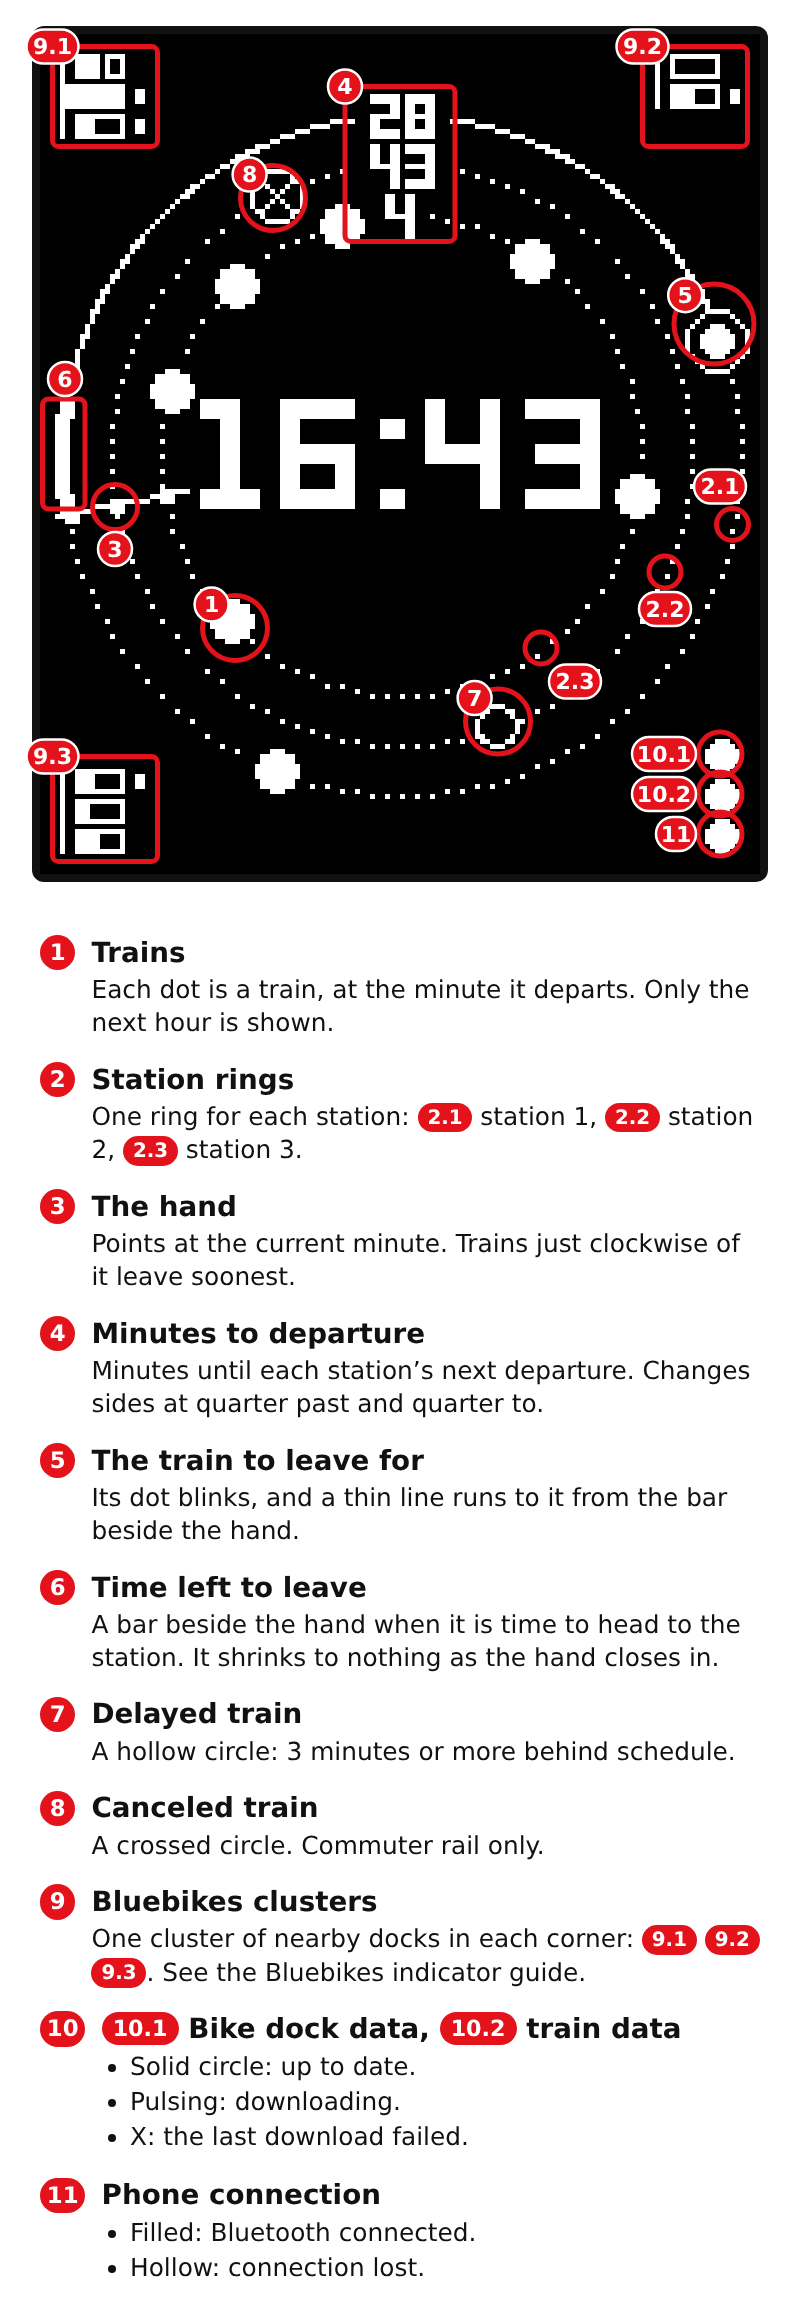 9.1
9.2
4
28
43
4
8
5
6
16:43
2.1
3
2.2
1
2.3
7
9.3
10.1
10.2
11
1 Trains
Each dot is a train, at the minute it departs. Only the
next hour is shown.
2 Station rings
One ring for each station: 2.1 station 1, 2.2 station
2, 2.3 station 3.
3 The hand
Points at the current minute. Trains just clockwise of
it leave soonest.
4 Minutes to departure
Minutes until each station’s next departure. Changes
sides at quarter past and quarter to.
5 The train to leave for
Its dot blinks, and a thin line runs to it from the bar
beside the hand.
6 Time left to leave
A bar beside the hand when it is time to head to the
station. It shrinks to nothing as the hand closes in.
7 Delayed train
A hollow circle: 3 minutes or more behind schedule.
8 Canceled train
A crossed circle. Commuter rail only.
9 Bluebikes clusters
One cluster of nearby docks in each corner: 9.1 9.2
9.3. See the Bluebikes indicator guide.
10 10.1 Bike dock data, 10.2 train data
• Solid circle: up to date.
• Pulsing: downloading.
• X: the last download failed.
11 Phone connection
• Filled: Bluetooth connected.
• Hollow: connection lost.